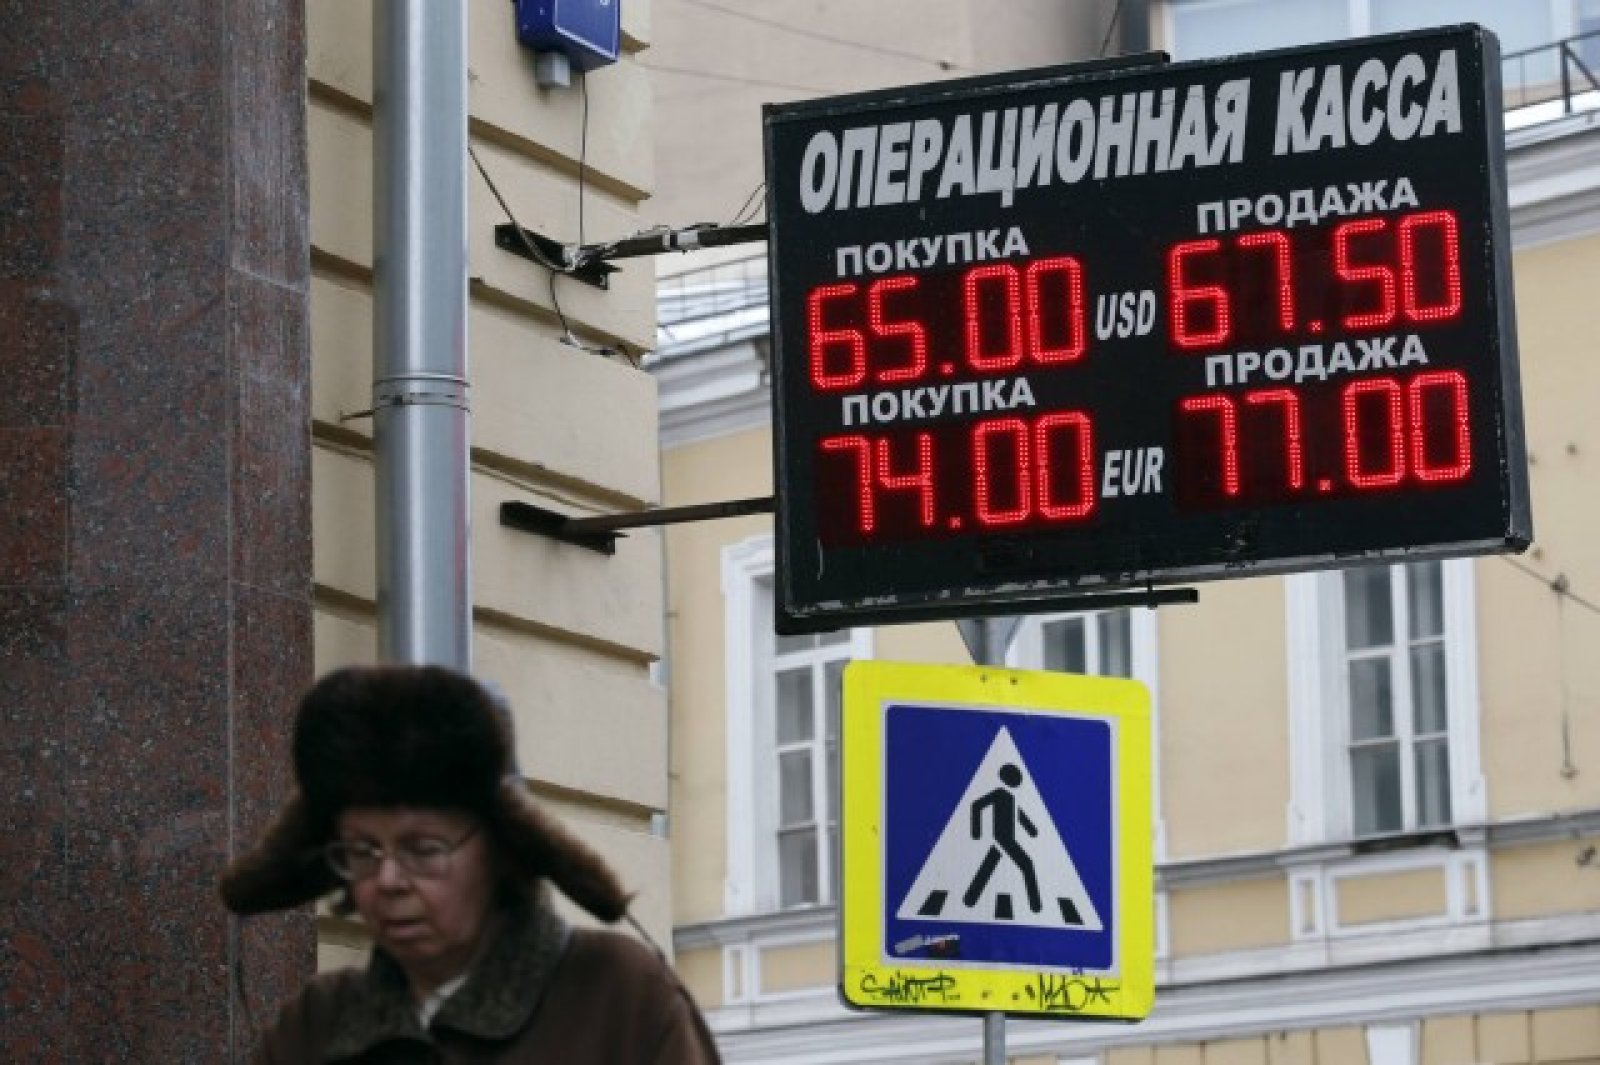 ОПЕРАЦИОННАЯ КАССА
ПОКУПКА ПРОДАЖА
65.00 USD 67.50
ПОКУПКА ПРОДАЖА
74.00 EUR 77.00